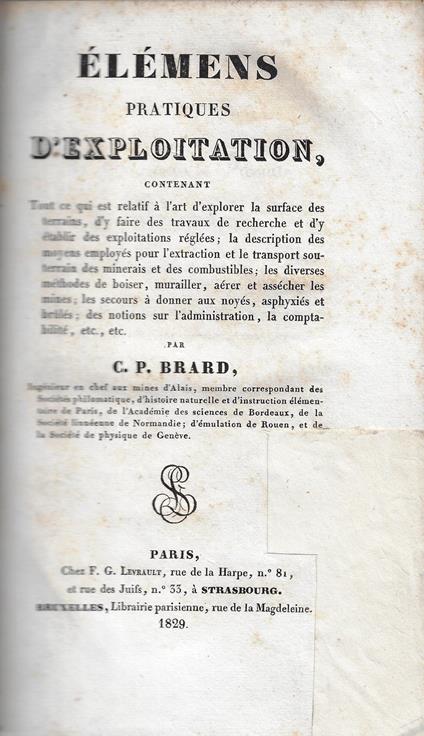 ÉLÉMENS
PRATIQUES
D'EXPLOITATION,
CONTENANT
Tout ce qui est relatif à l'art d'explorer la surface des
terrains, d'y faire des travaux de recherche et d'y
établir des exploitations réglées; la description des
moyens employés pour l'extraction et le transport sou-
terrain des minerais et des combustibles; les diverses
méthodes de boiser, murailler, aérer et assécher les
mines; les secours à donner aux noyés, asphyxiés et
brûlés; des notions sur l'administration, la compta-
bilité, etc., etc.
PAR
C. P. BRARD,
Ingénieur en chef aux mines d'Alais, membre correspondant des
Sociétés philomatique, d'histoire naturelle et d'instruction élémen-
taire de Paris, de l'Académie des sciences de Bordeaux, de la
Société linnéenne de Normandie; d'émulation de Rouen, et de
la Société de physique de Genève.
PARIS,
Chez F. G. LEVRAULT, rue de la Harpe, n.° 81,
et rue des Juifs, n.° 33, à STRASBOURG.
BRUXELLES, Librairie parisienne, rue de la Magdeleine.
1829.